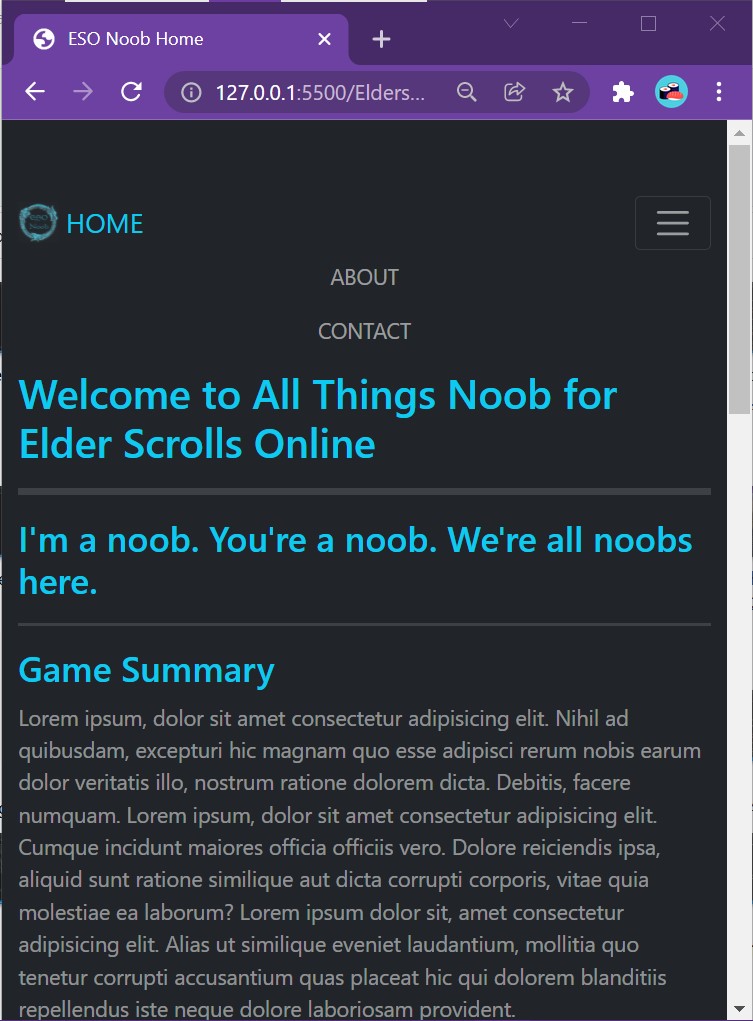 ESO Noob Home
127.0.0.1:5500/Elders...
HOME
ABOUT
CONTACT
Welcome to All Things Noob for
Elder Scrolls Online
I'm a noob. You're a noob. We're all noobs
here.
Game Summary
Lorem ipsum, dolor sit amet consectetur adipisicing elit. Nihil ad
quibusdam, excepturi hic magnam quo esse adipisci rerum nobis earum
dolor veritatis illo, nostrum ratione dolorem dicta. Debitis, facere
numquam. Lorem ipsum, dolor sit amet consectetur adipisicing elit.
Cumque incidunt maiores officia officiis vero. Dolore reiciendis ipsa,
aliquid sunt ratione similique aut dicta corrupti corporis, vitae quia
molestiae ea laborum? Lorem ipsum dolor sit, amet consectetur
adipisicing elit. Alias ut similique eveniet laudantium, mollitia quo
tenetur corrupti accusantium quas placeat hic qui dolorem blanditiis
repellendus iste neque dolore laboriosam provident.